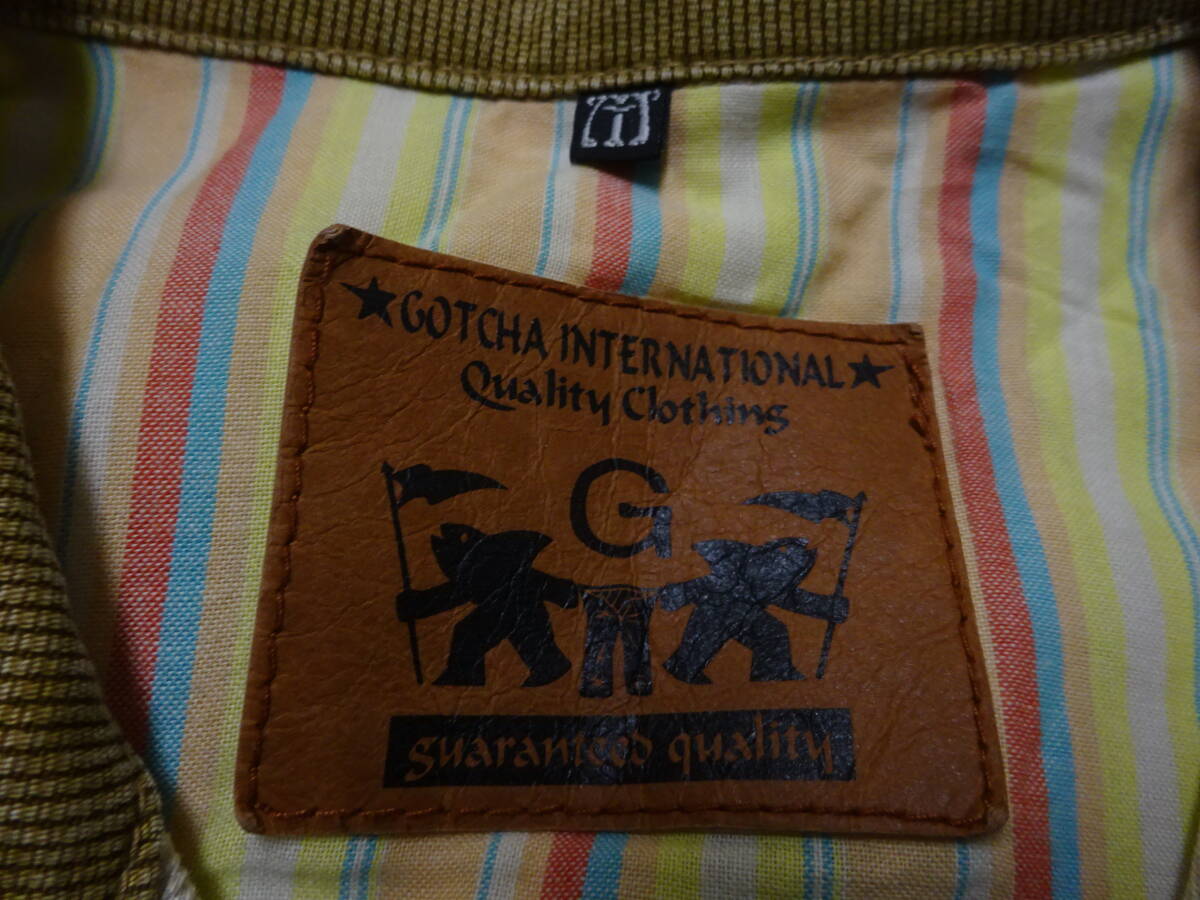 M
★GOTCHA INTERNATIONAL★
Quality Clothing
G
guaranteed quality